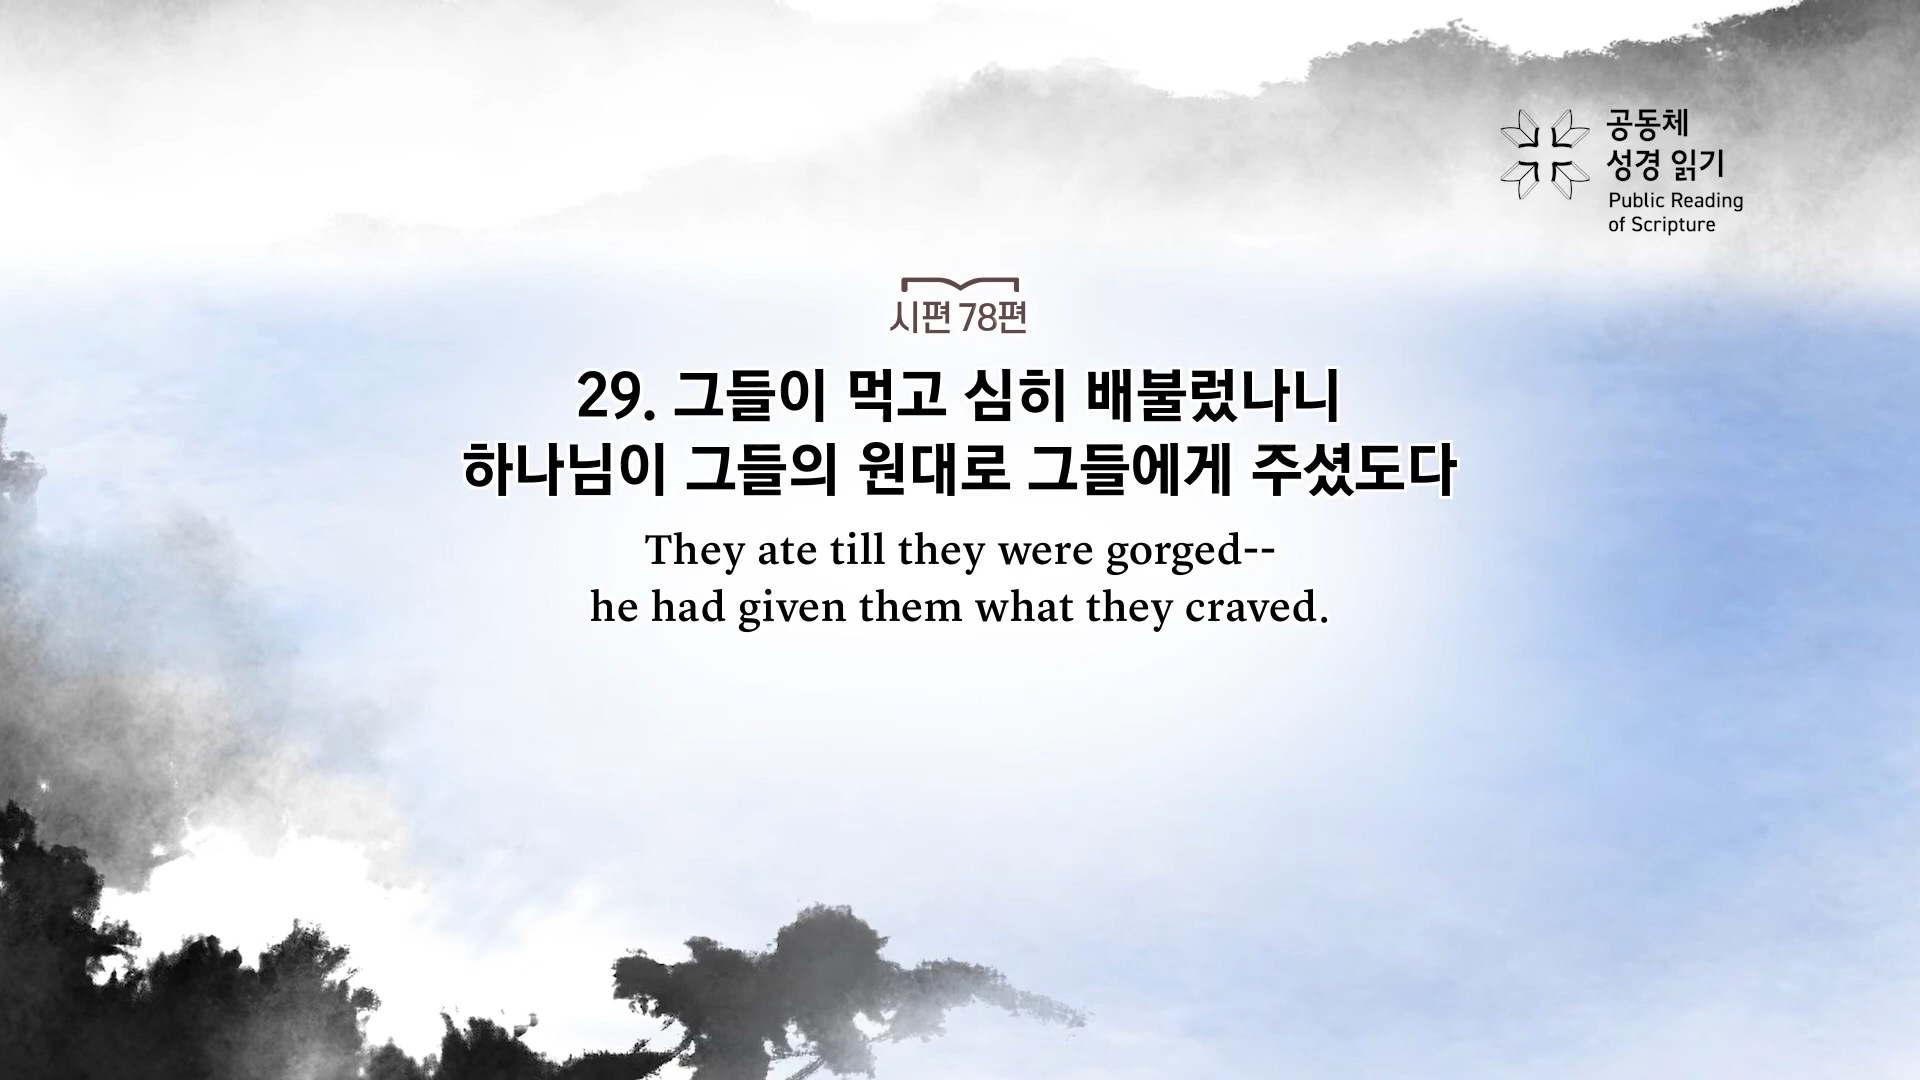 공동체
성경 읽기
Public Reading
of Scripture
시편 78편
29. 그들이 먹고 심히 배불렀나니
하나님이 그들의 원대로 그들에게 주셨도다
They ate till they were gorged--
he had given them what they craved.